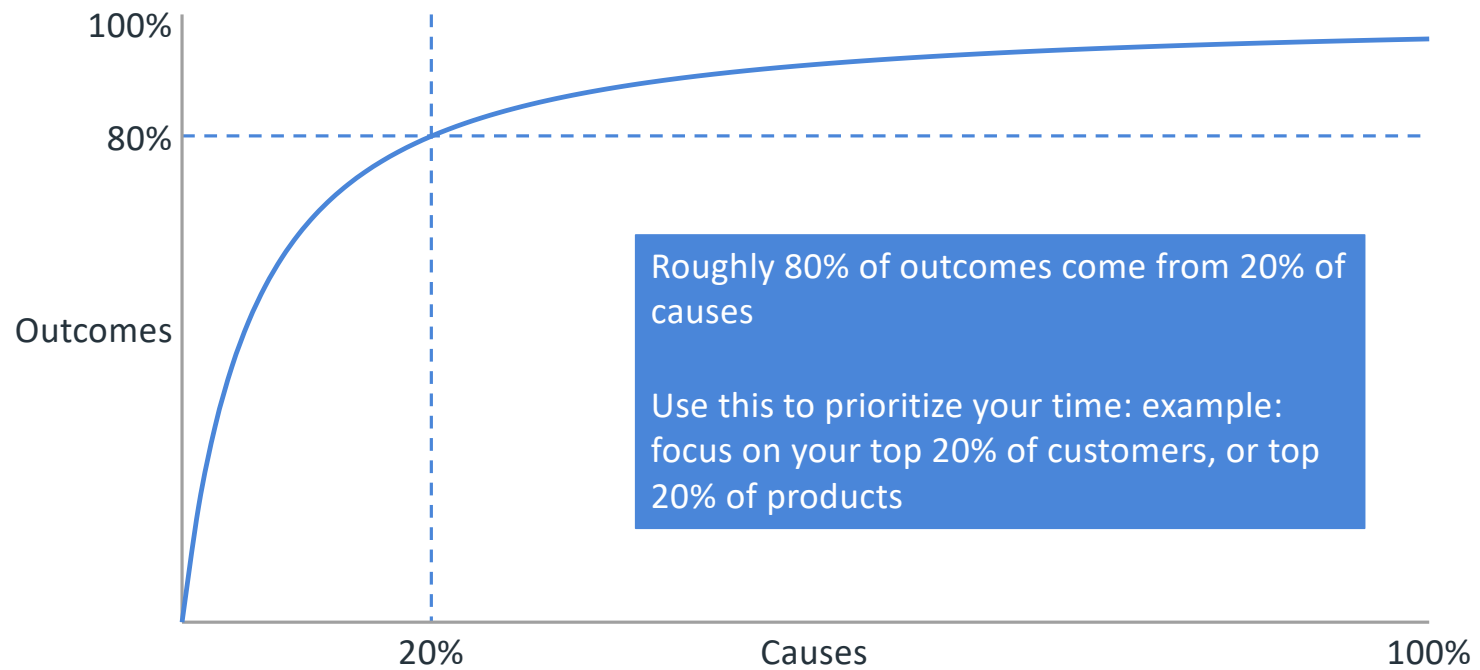 100%
80%
Outcomes
Roughly 80% of outcomes come from 20% of
causes
Use this to prioritize your time: example:
focus on your top 20% of customers, or top
20% of products
20%
Causes
100%